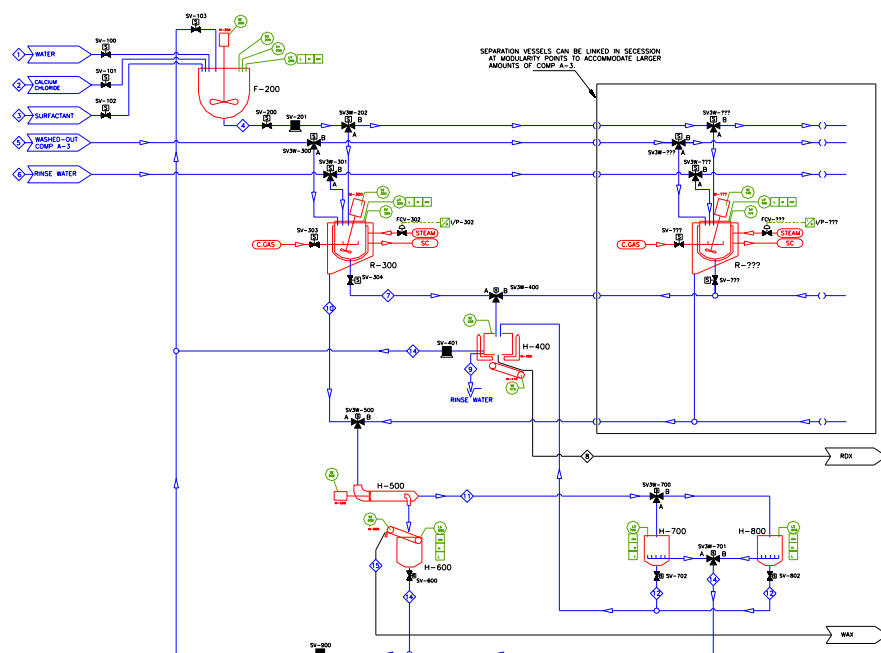 SV-103
SV-100
1
WATER
SV-101
2
CALCIUM
CHLORIDE
SV-102
3
SURFACTANT
F-200
SEPARATION VESSELS CAN BE LINKED IN SECESSION
AT MODULARITY POINTS TO ACCOMMODATE LARGER
AMOUNTS OF COMP A-3.
4
SV-200
SV-201
SV3W-202
B
A
SV3W-???
B
A
5
WASHED-OUT
COMP A-3
SV3W-300
B
A
SV3W-???
B
A
6
RINSE WATER
SV3W-301
B
A
SV3W-???
B
A
FCV-302
I/P-302
STEAM
SC
SV-303
C.GAS
R-300
SV-304
FCV-???
I/P-???
STEAM
SC
SV-???
C.GAS
R-???
SV-???
7
A
B
SV3W-400
10
14
SV-401
H-400
9
RINSE WATER
SV3W-500
A
B
8
RDX
H-500
11
SV3W-700
A
B
H-700
H-800
SV3W-701
A
B
H-600
15
SV-600
14
SV-702
12
14
SV-802
12
WAX
SV-900